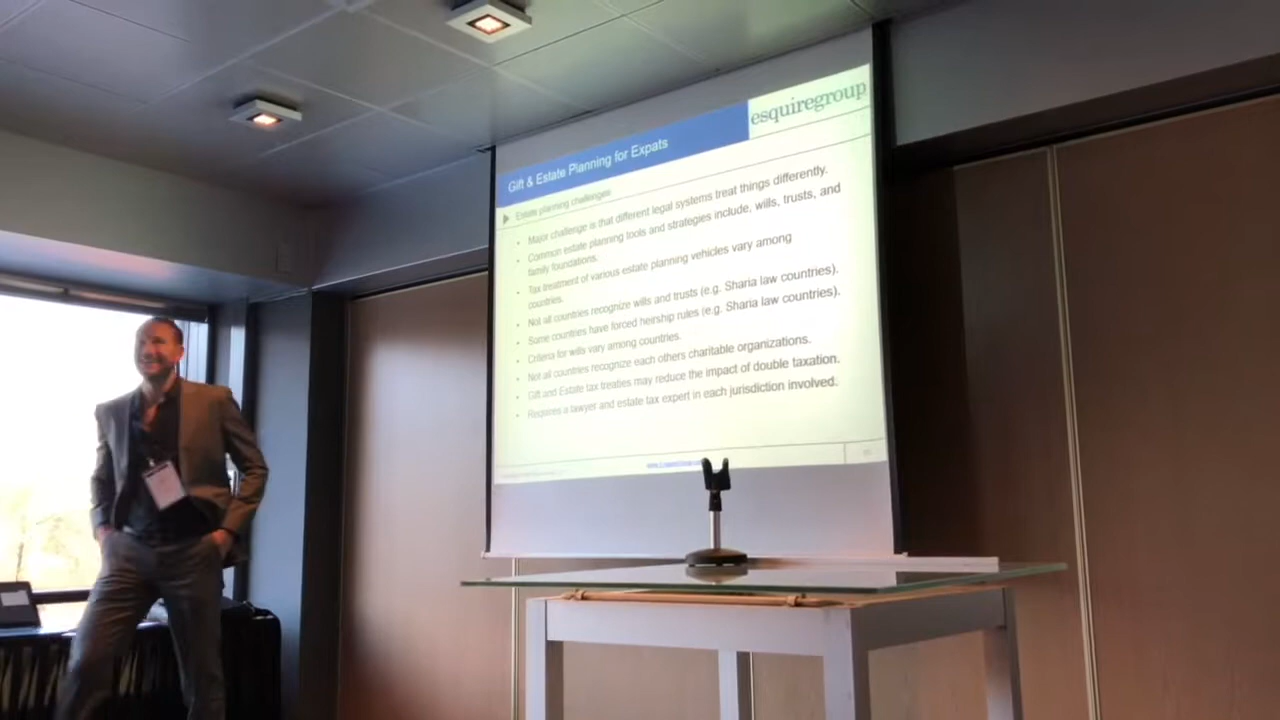 esquiregroup
Gift & Estate Planning for Expats
Estate planning challenges
• Major challenge is that different legal systems treat things differently.
• Common estate planning tools and strategies include, wills, trusts, and
family foundations.
• Tax treatment of various estate planning vehicles vary among
countries.
• Not all countries recognize wills and trusts (e.g. Sharia law countries).
• Some countries have forced heirship rules (e.g. Sharia law countries).
• Criteria for wills vary among countries.
• Not all countries recognize each others charitable organizations.
• Gift and Estate tax treaties may reduce the impact of double taxation.
• Requires a lawyer and estate tax expert in each jurisdiction involved.